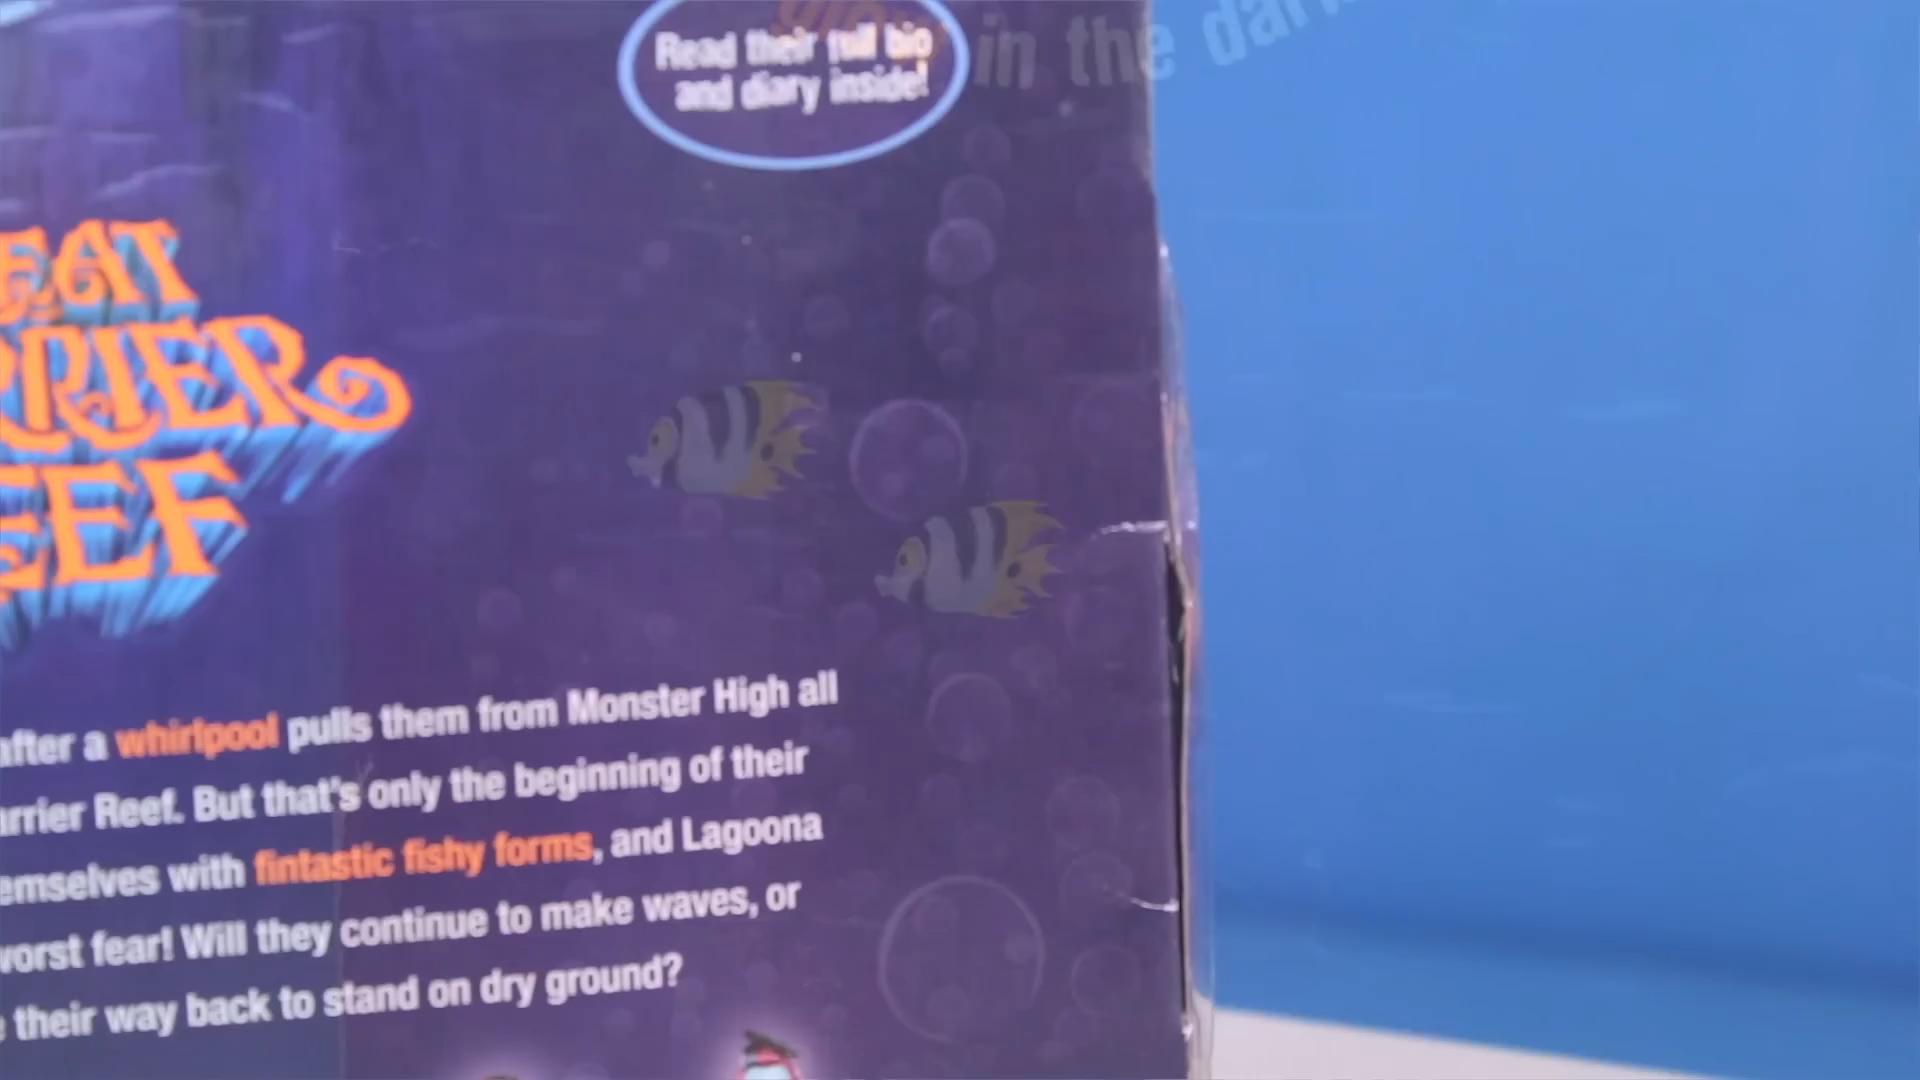 in the dark
Read their full bio
and diary inside!
EAT
RRIER
EEF
after a whirlpool pulls them from Monster High all
arrier Reef. But that's only the beginning of their
emselves with fintastic fishy forms, and Lagoona
worst fear! Will they continue to make waves, or
their way back to stand on dry ground?